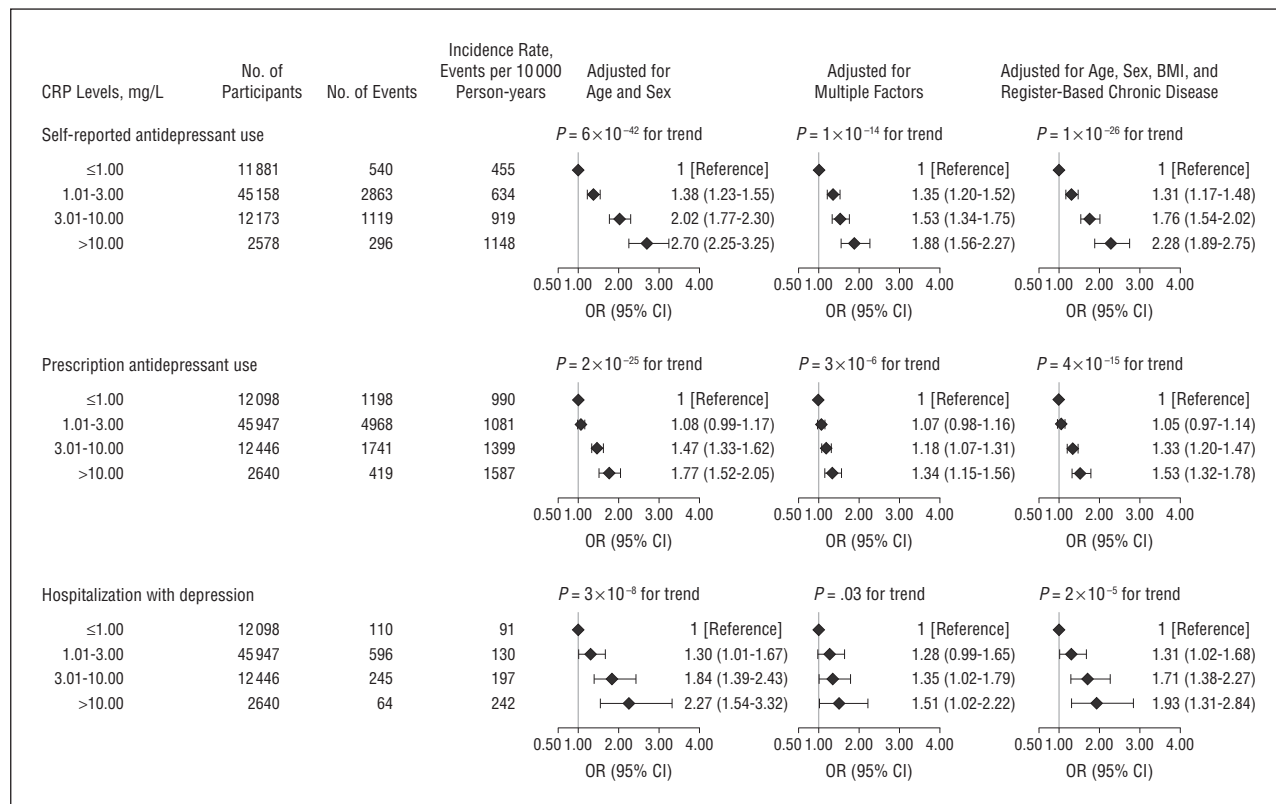 Incidence Rate,
No. of Events per 10 000 Adjusted for Adjusted for Adjusted for Age, Sex, BMI, and
CRP Levels, mg/L Participants No. of Events Person-years Age and Sex Multiple Factors Register-Based Chronic Disease
Self-reported antidepressant use P = 6×10⁻⁴² for trend P = 1×10⁻¹⁴ for trend P = 1×10⁻²⁶ for trend
≤1.00 11 881 540 455 1 [Reference] 1 [Reference] 1 [Reference]
1.01-3.00 45 158 2863 634 1.38 (1.23-1.55) 1.35 (1.20-1.52) 1.31 (1.17-1.48)
3.01-10.00 12 173 1119 919 2.02 (1.77-2.30) 1.53 (1.34-1.75) 1.76 (1.54-2.02)
>10.00 2578 296 1148 2.70 (2.25-3.25) 1.88 (1.56-2.27) 2.28 (1.89-2.75)
0.50 1.00 2.00 3.00 4.00 0.50 1.00 2.00 3.00 4.00 0.50 1.00 2.00 3.00 4.00
OR (95% CI) OR (95% CI) OR (95% CI)
Prescription antidepressant use P = 2×10⁻²⁵ for trend P = 3×10⁻⁶ for trend P = 4×10⁻¹⁵ for trend
≤1.00 12 098 1198 990 1 [Reference] 1 [Reference] 1 [Reference]
1.01-3.00 45 947 4968 1081 1.08 (0.99-1.17) 1.07 (0.98-1.16) 1.05 (0.97-1.14)
3.01-10.00 12 446 1741 1399 1.47 (1.33-1.62) 1.18 (1.07-1.31) 1.33 (1.20-1.47)
>10.00 2640 419 1587 1.77 (1.52-2.05) 1.34 (1.15-1.56) 1.53 (1.32-1.78)
0.50 1.00 2.00 3.00 4.00 0.50 1.00 2.00 3.00 4.00 0.50 1.00 2.00 3.00 4.00
OR (95% CI) OR (95% CI) OR (95% CI)
Hospitalization with depression P = 3×10⁻⁸ for trend P = .03 for trend P = 2×10⁻⁵ for trend
≤1.00 12 098 110 91 1 [Reference] 1 [Reference] 1 [Reference]
1.01-3.00 45 947 596 130 1.30 (1.01-1.67) 1.28 (0.99-1.65) 1.31 (1.02-1.68)
3.01-10.00 12 446 245 197 1.84 (1.39-2.43) 1.35 (1.02-1.79) 1.71 (1.38-2.27)
>10.00 2640 64 242 2.27 (1.54-3.32) 1.51 (1.02-2.22) 1.93 (1.31-2.84)
0.50 1.00 2.00 3.00 4.00 0.50 1.00 2.00 3.00 4.00 0.50 1.00 2.00 3.00 4.00
OR (95% CI) OR (95% CI) OR (95% CI)